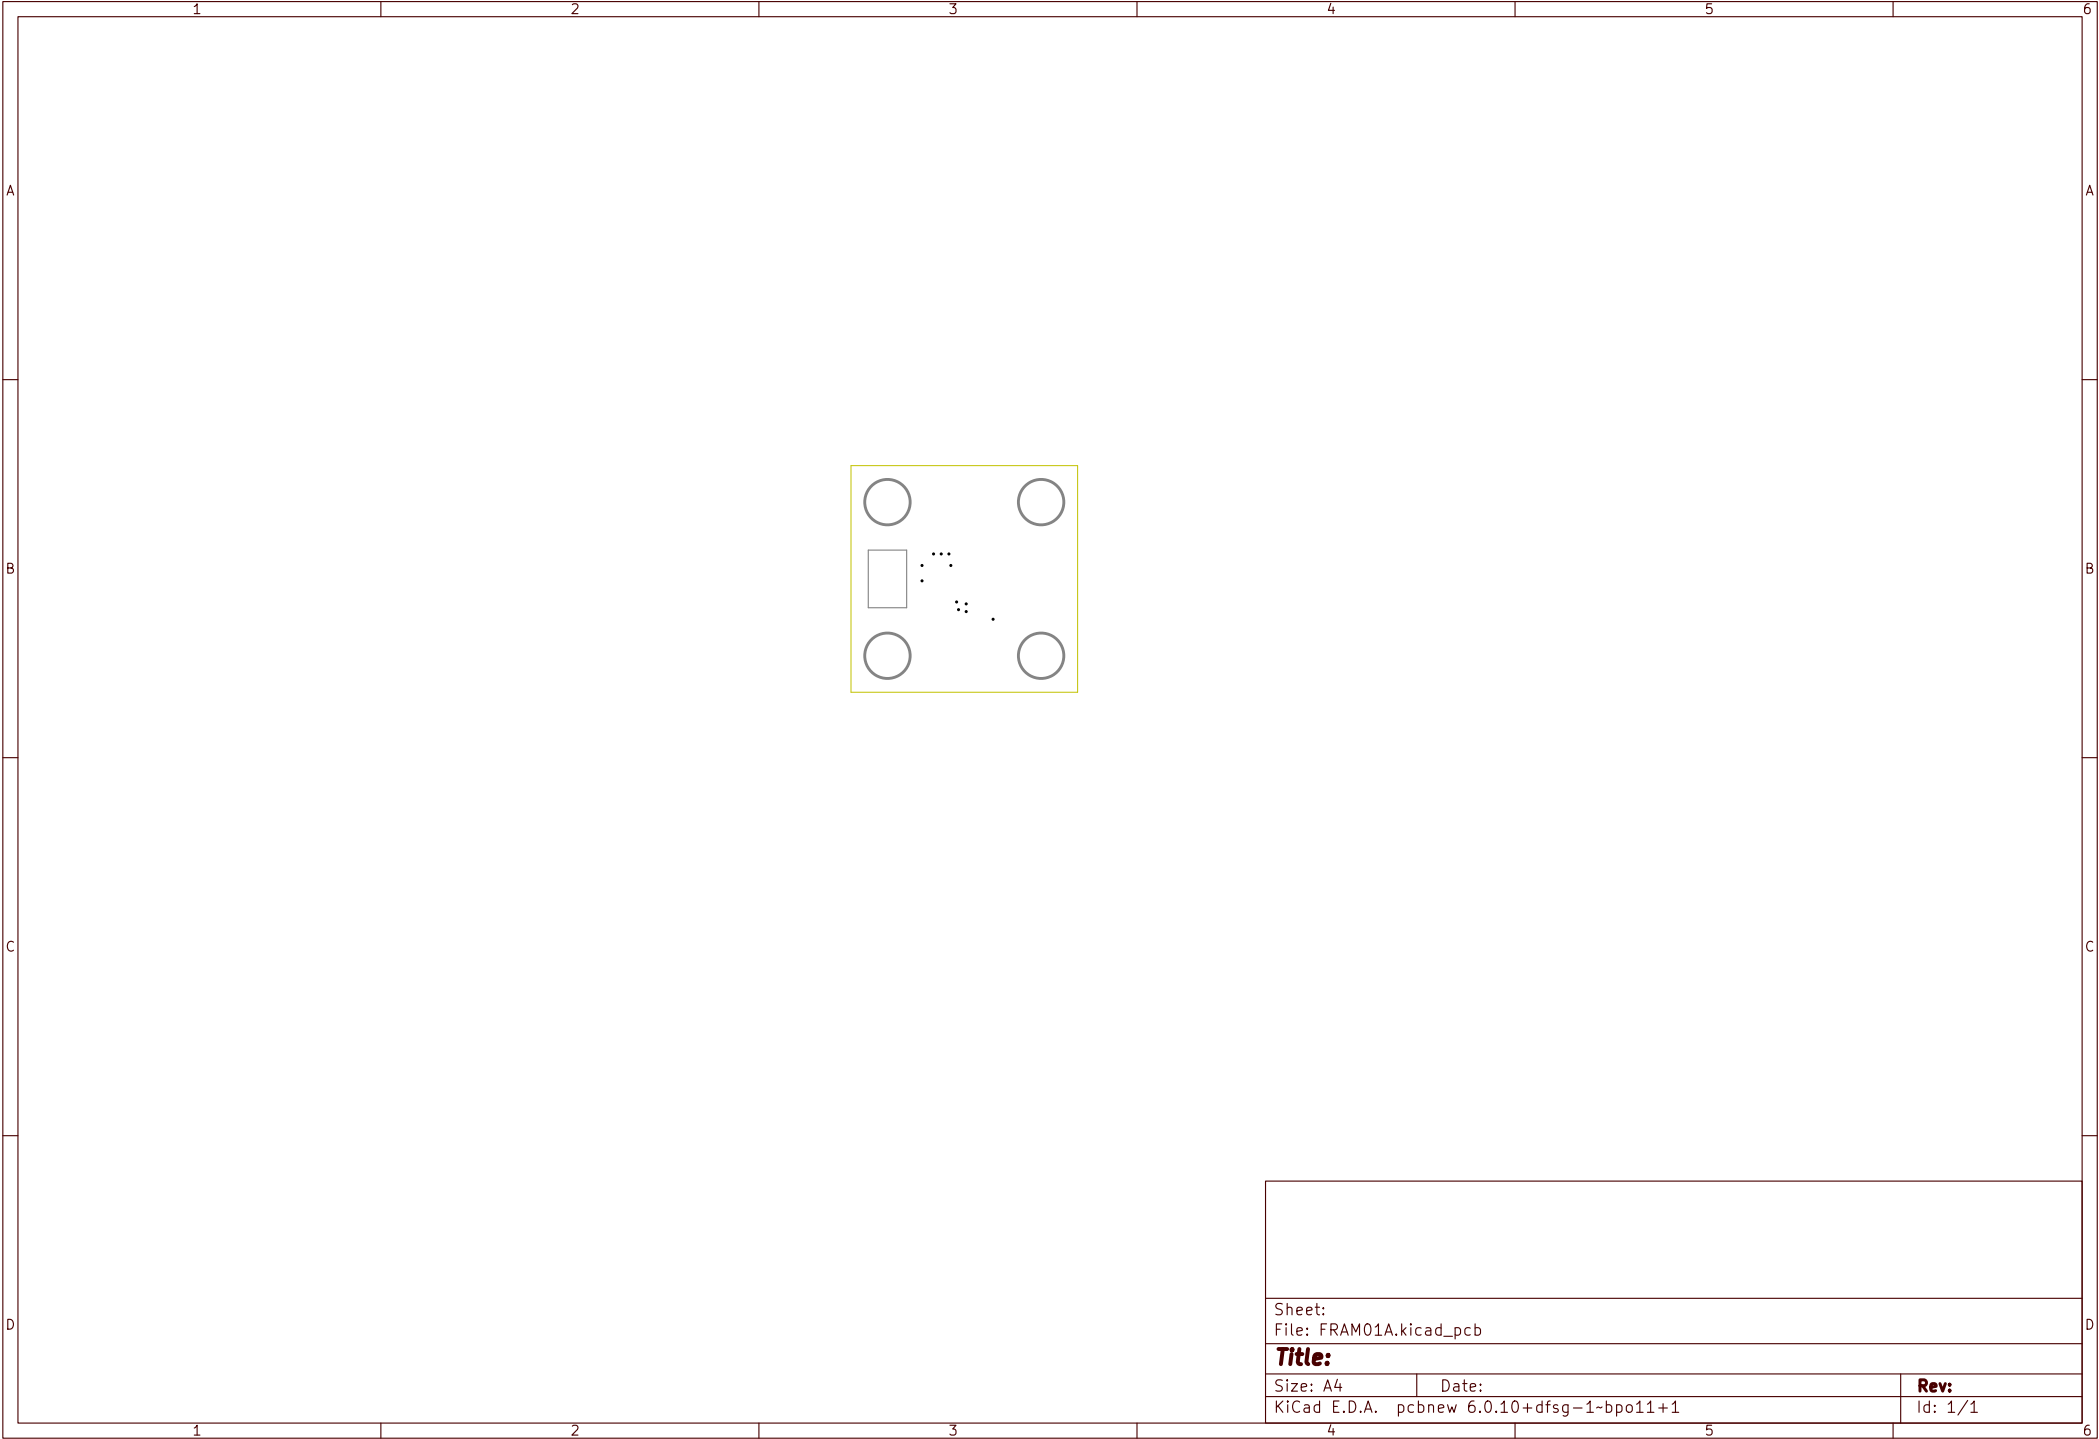 1 2 3 4 5 6
A A
B B
C C
D D
Sheet:
File: FRAM01A.kicad_pcb
Title:
Size: A4 Date: Rev:
KiCad E.D.A. pcbnew 6.0.10+dfsg-1~bpo11+1 Id: 1/1
1 2 3 4 5 6